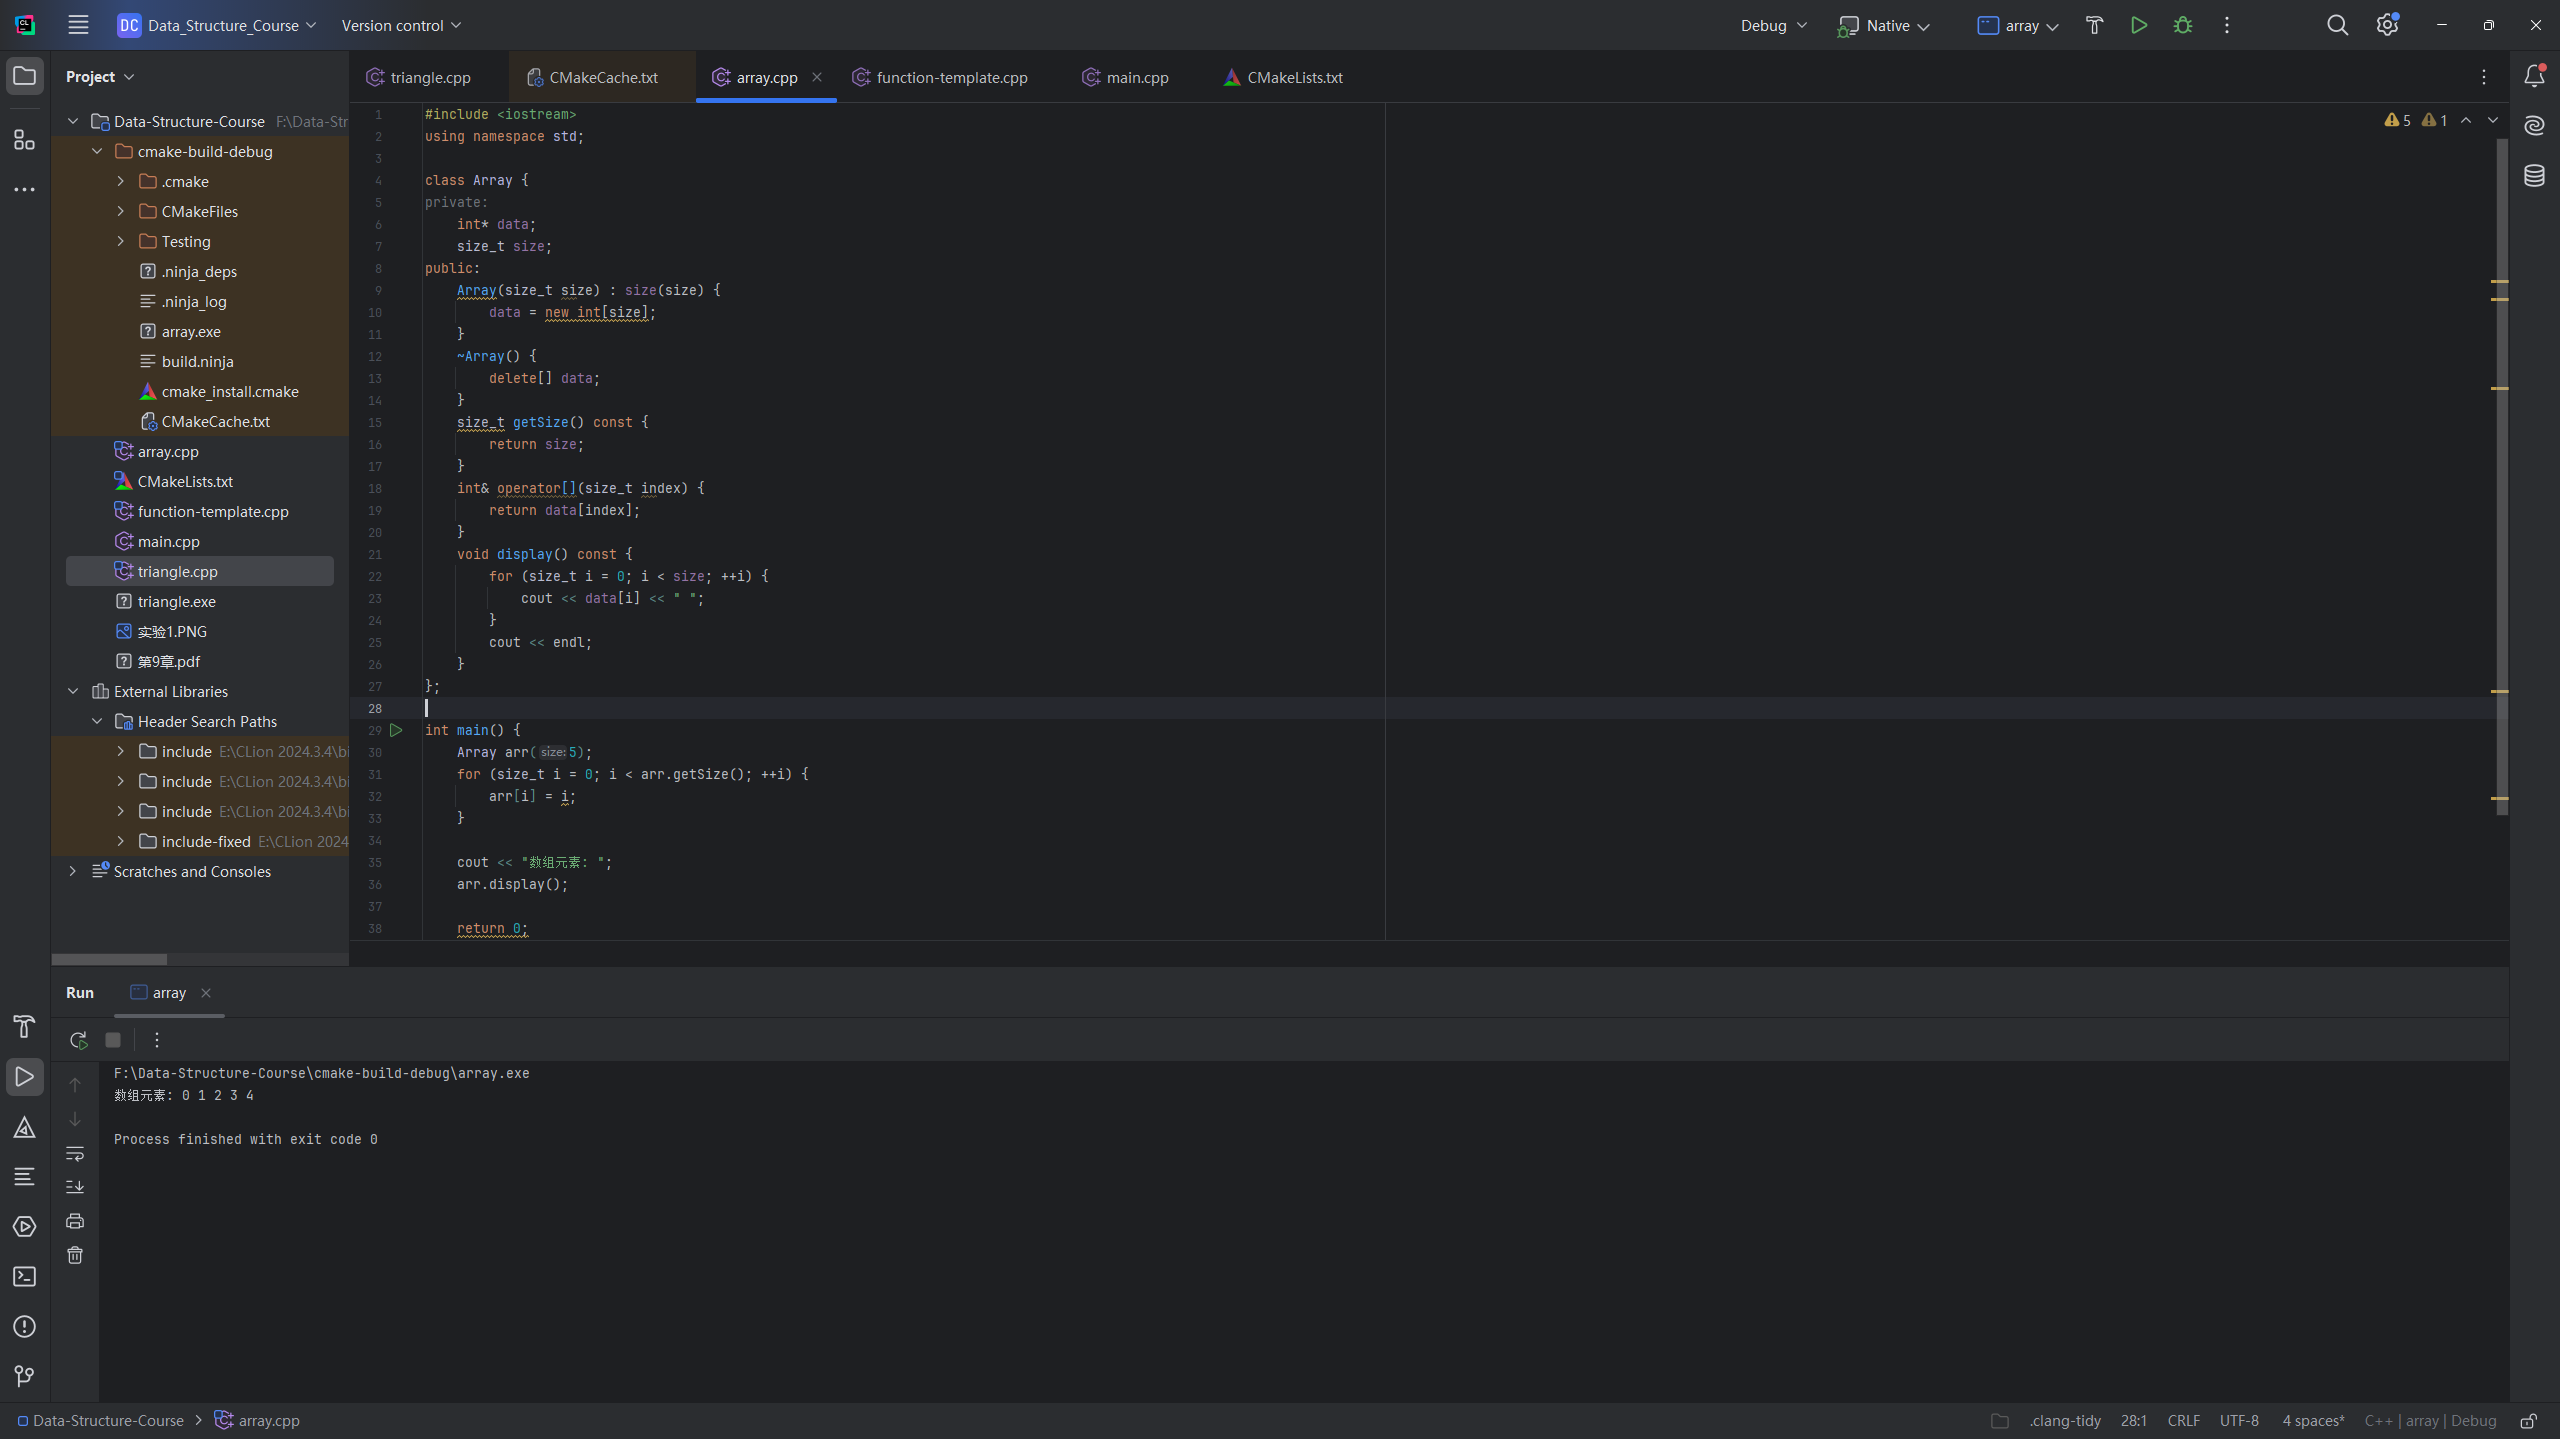 DC Data_Structure_Course Version control Debug Native array
Project
Data-Structure-Course F:\Data-Str
cmake-build-debug
.cmake
CMakeFiles
Testing
.ninja_deps
.ninja_log
array.exe
build.ninja
cmake_install.cmake
CMakeCache.txt
array.cpp
CMakeLists.txt
function-template.cpp
main.cpp
triangle.cpp
triangle.exe
实验1.PNG
第9章.pdf
External Libraries
Header Search Paths
include E:\CLion 2024.3.4\bi
include E:\CLion 2024.3.4\bi
include E:\CLion 2024.3.4\bi
include-fixed E:\CLion 2024
Scratches and Consoles
triangle.cpp CMakeCache.txt array.cpp function-template.cpp main.cpp CMakeLists.txt
5 1
1 #include <iostream>
2 using namespace std;
3
4 class Array {
5 private:
6 int* data;
7 size_t size;
8 public:
9 Array(size_t size) : size(size) {
10 data = new int[size];
11 }
12 ~Array() {
13 delete[] data;
14 }
15 size_t getSize() const {
16 return size;
17 }
18 int& operator[](size_t index) {
19 return data[index];
20 }
21 void display() const {
22 for (size_t i = 0; i < size; ++i) {
23 cout << data[i] << " ";
24 }
25 cout << endl;
26 }
27 };
28
29 int main() {
30 Array arr( size: 5);
31 for (size_t i = 0; i < arr.getSize(); ++i) {
32 arr[i] = i;
33 }
34
35 cout << "数组元素: ";
36 arr.display();
37
38 return 0;
Run array
F:\Data-Structure-Course\cmake-build-debug\array.exe
数组元素: 0 1 2 3 4
Process finished with exit code 0
Data-Structure-Course array.cpp .clang-tidy 28:1 CRLF UTF-8 4 spaces* C++ | array | Debug